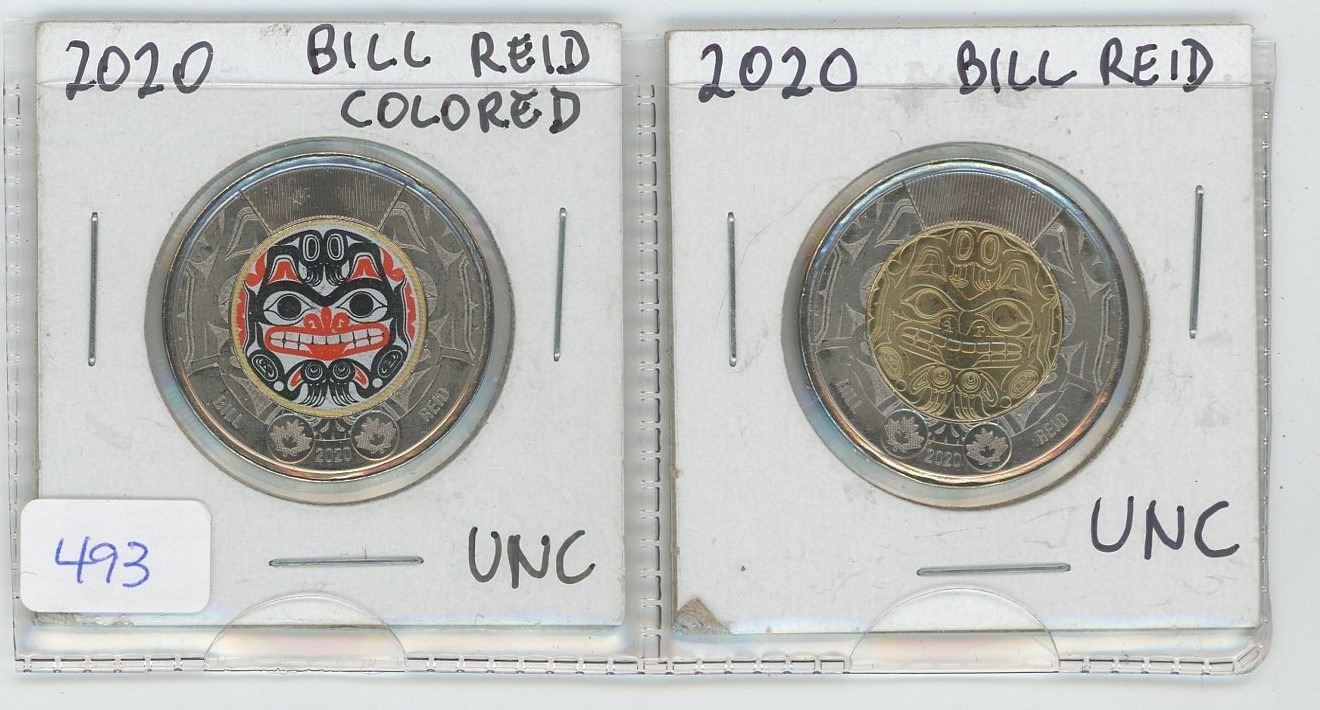 2020 BILL REID
COLORED
BILL REID
2020
UNC
493
2020 BILL REID
BILL REID
2020
UNC